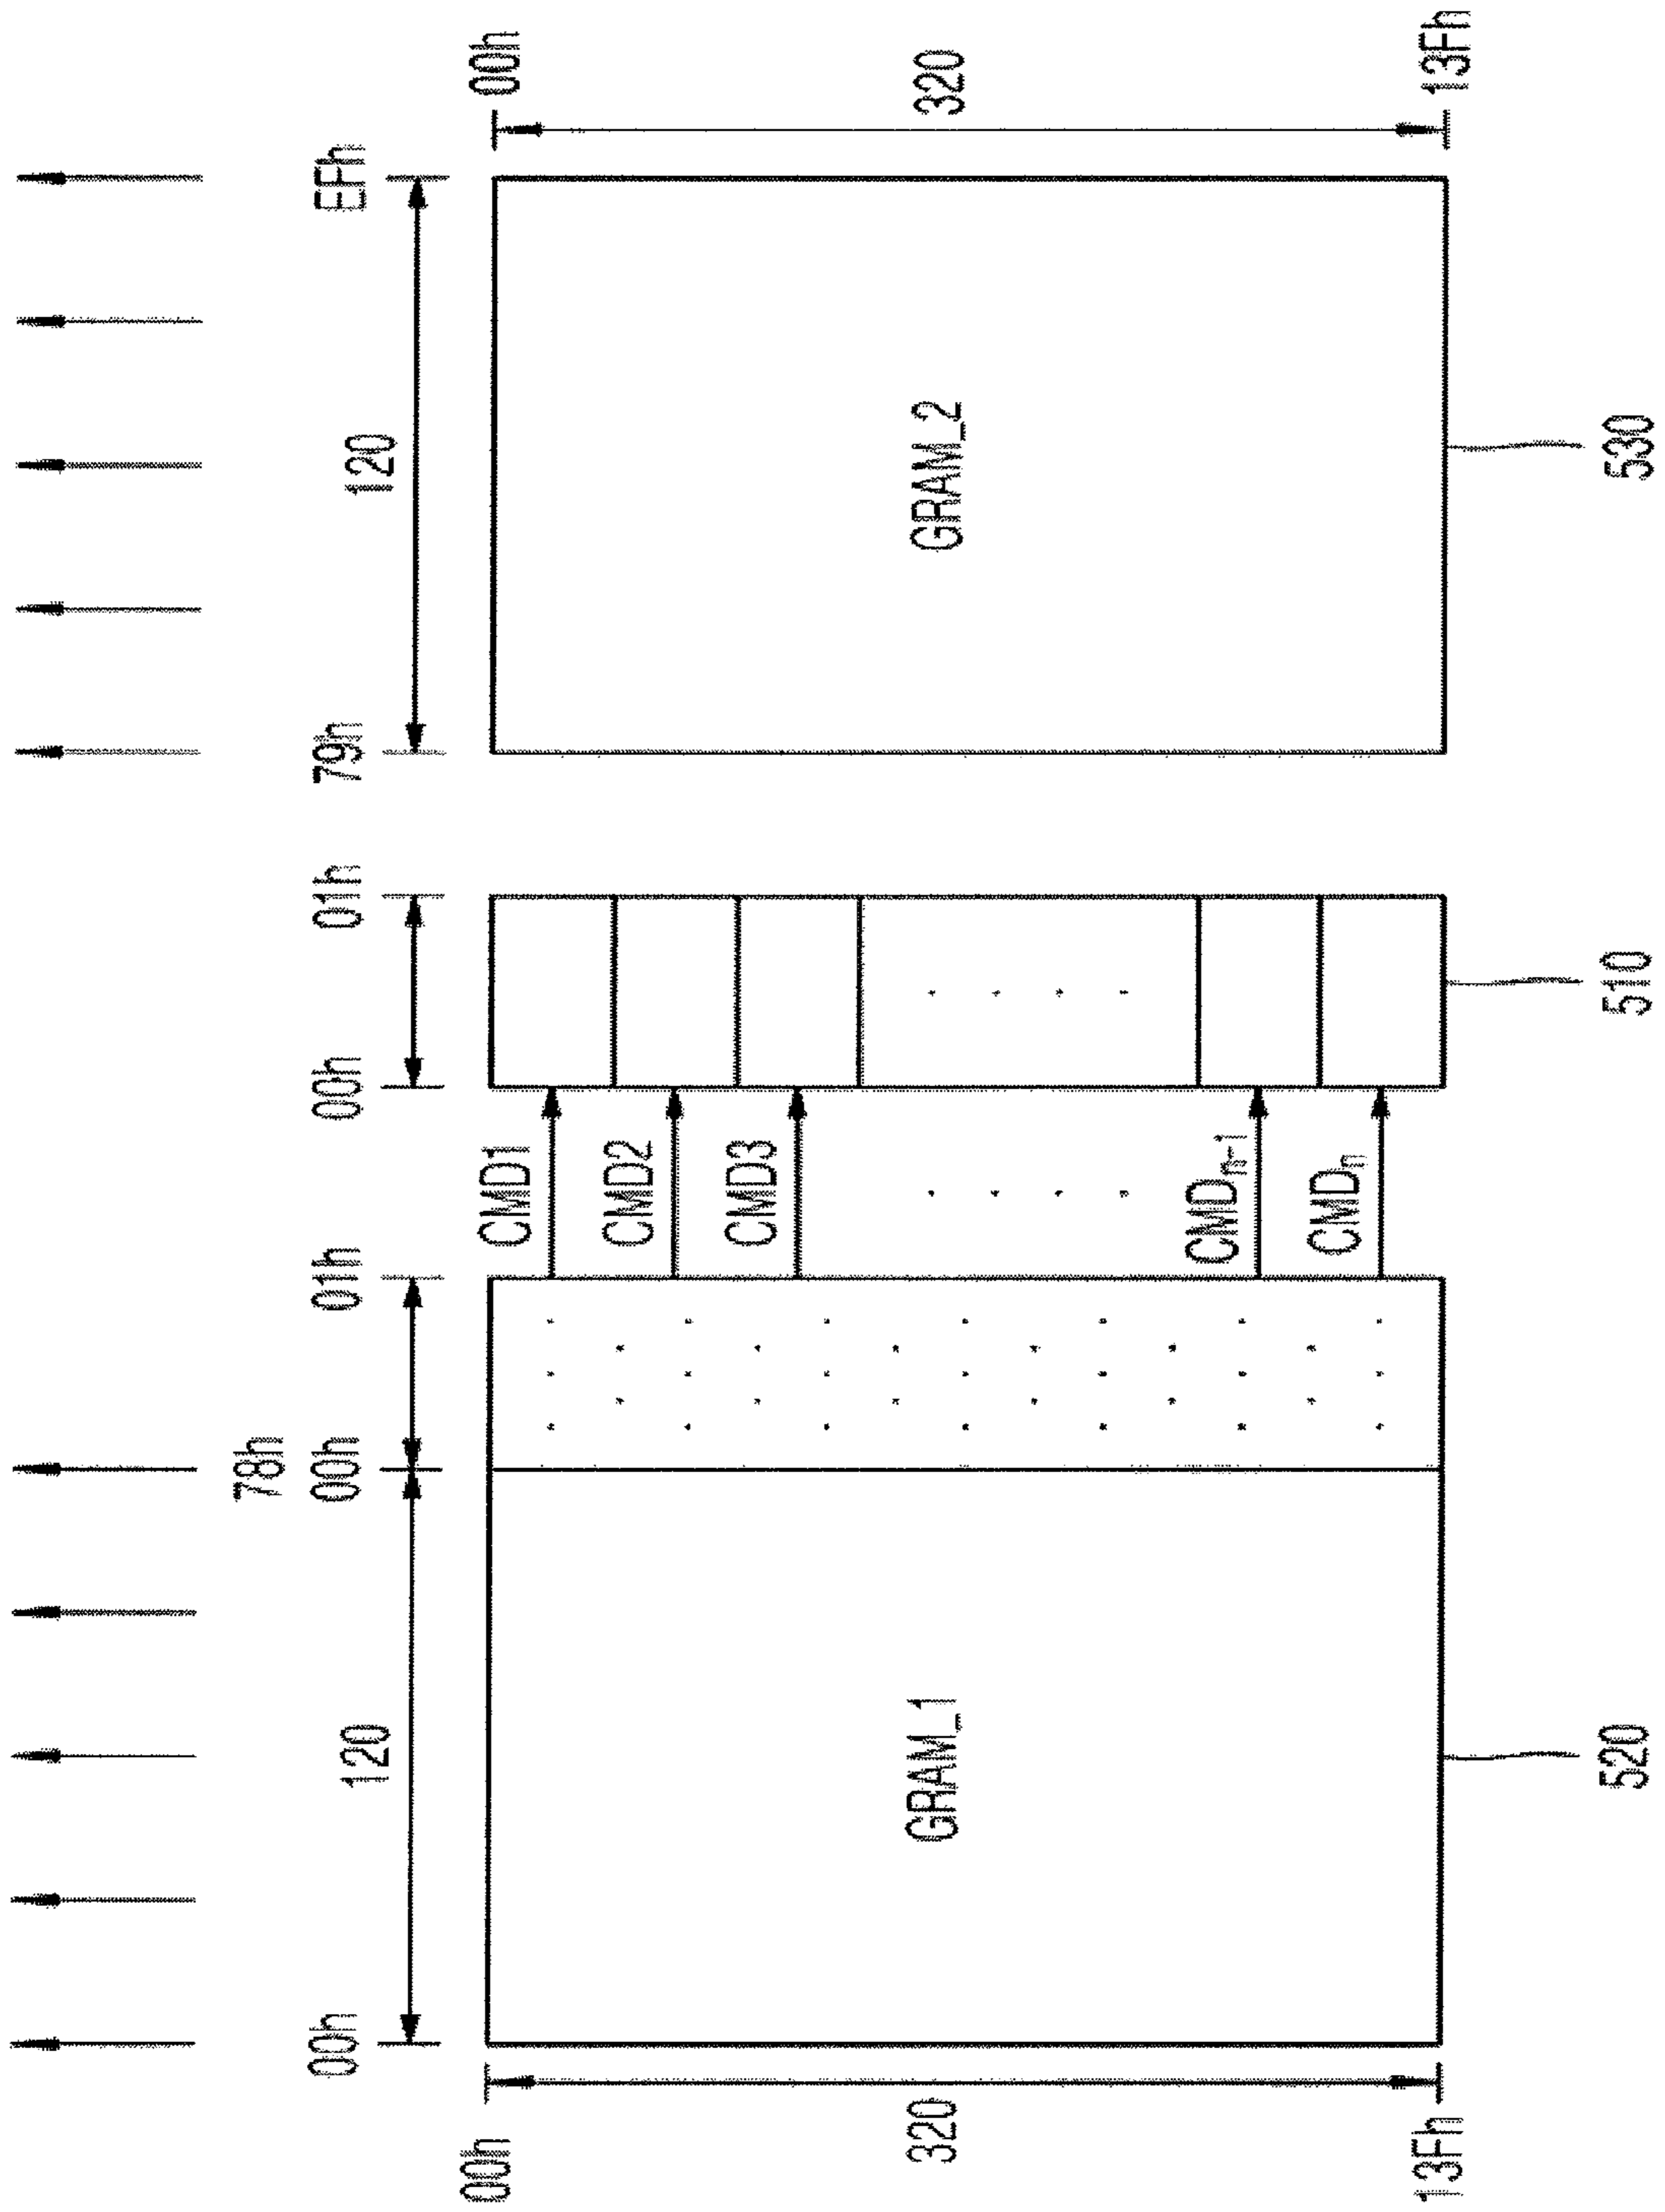 78h
00h
00h
01h
00h
01h
79h
EFh
120
120
00h
CMD1
00h
CMD2
CMD3
320
GRAM_1
GRAM_2
320
CMDn-1
CMDn
13Fh
13Fh
520
510
530